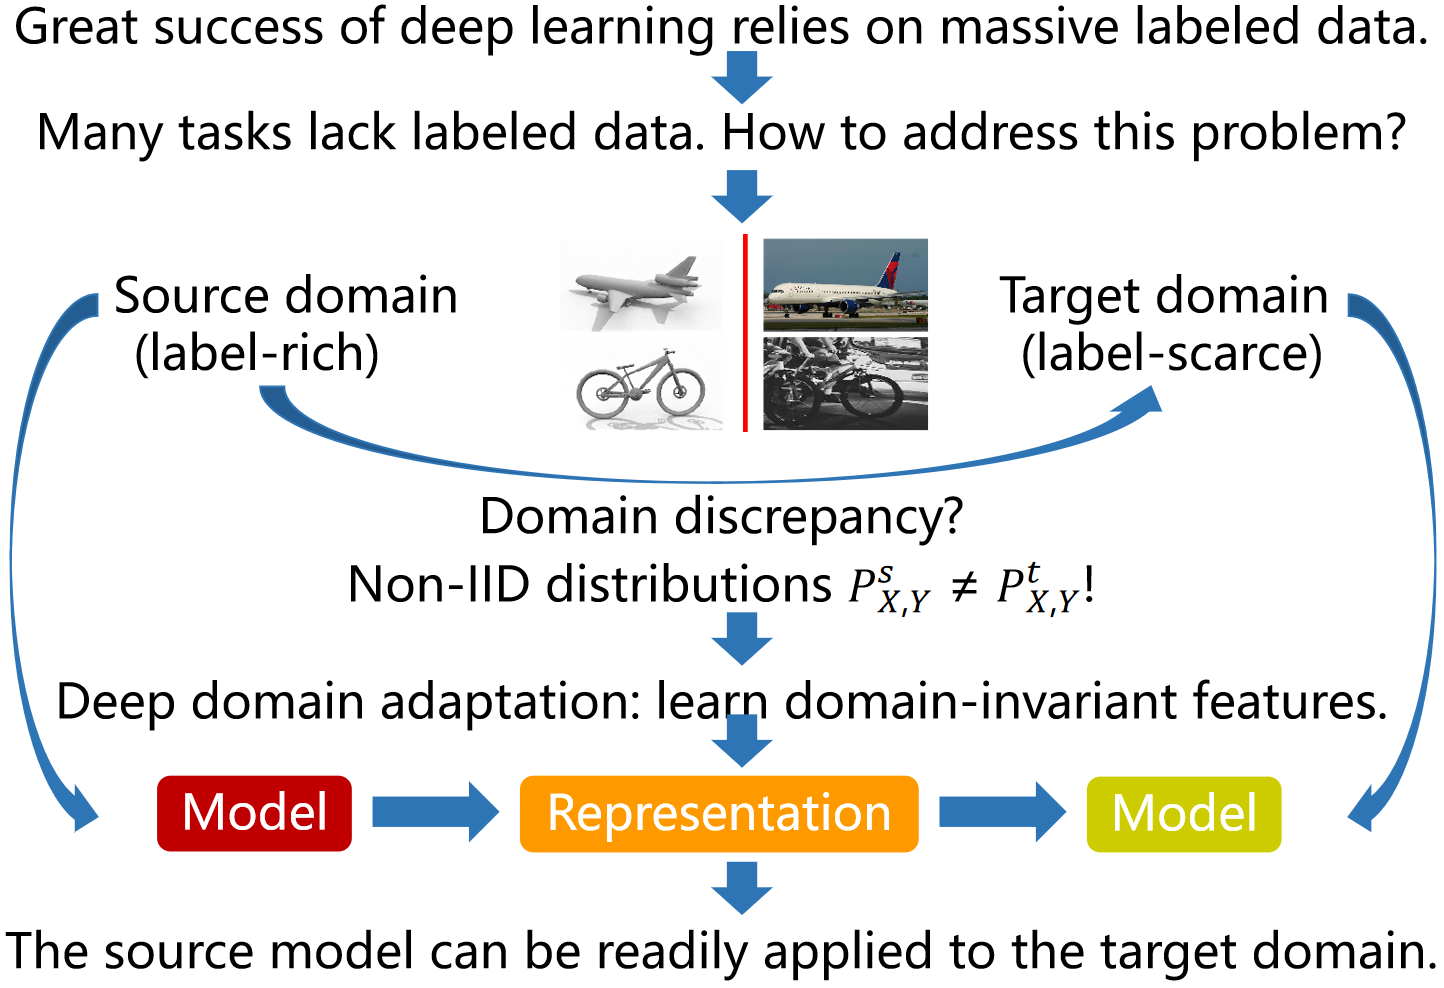 Great success of deep learning relies on massive labeled data.
Many tasks lack labeled data. How to address this problem?
Source domain
(label-rich)
Target domain
(label-scarce)
Domain discrepancy?
Non-IID distributions $P^s_{X,Y} \neq P^t_{X,Y}$!
Deep domain adaptation: learn domain-invariant features.
Model
Representation
Model
The source model can be readily applied to the target domain.